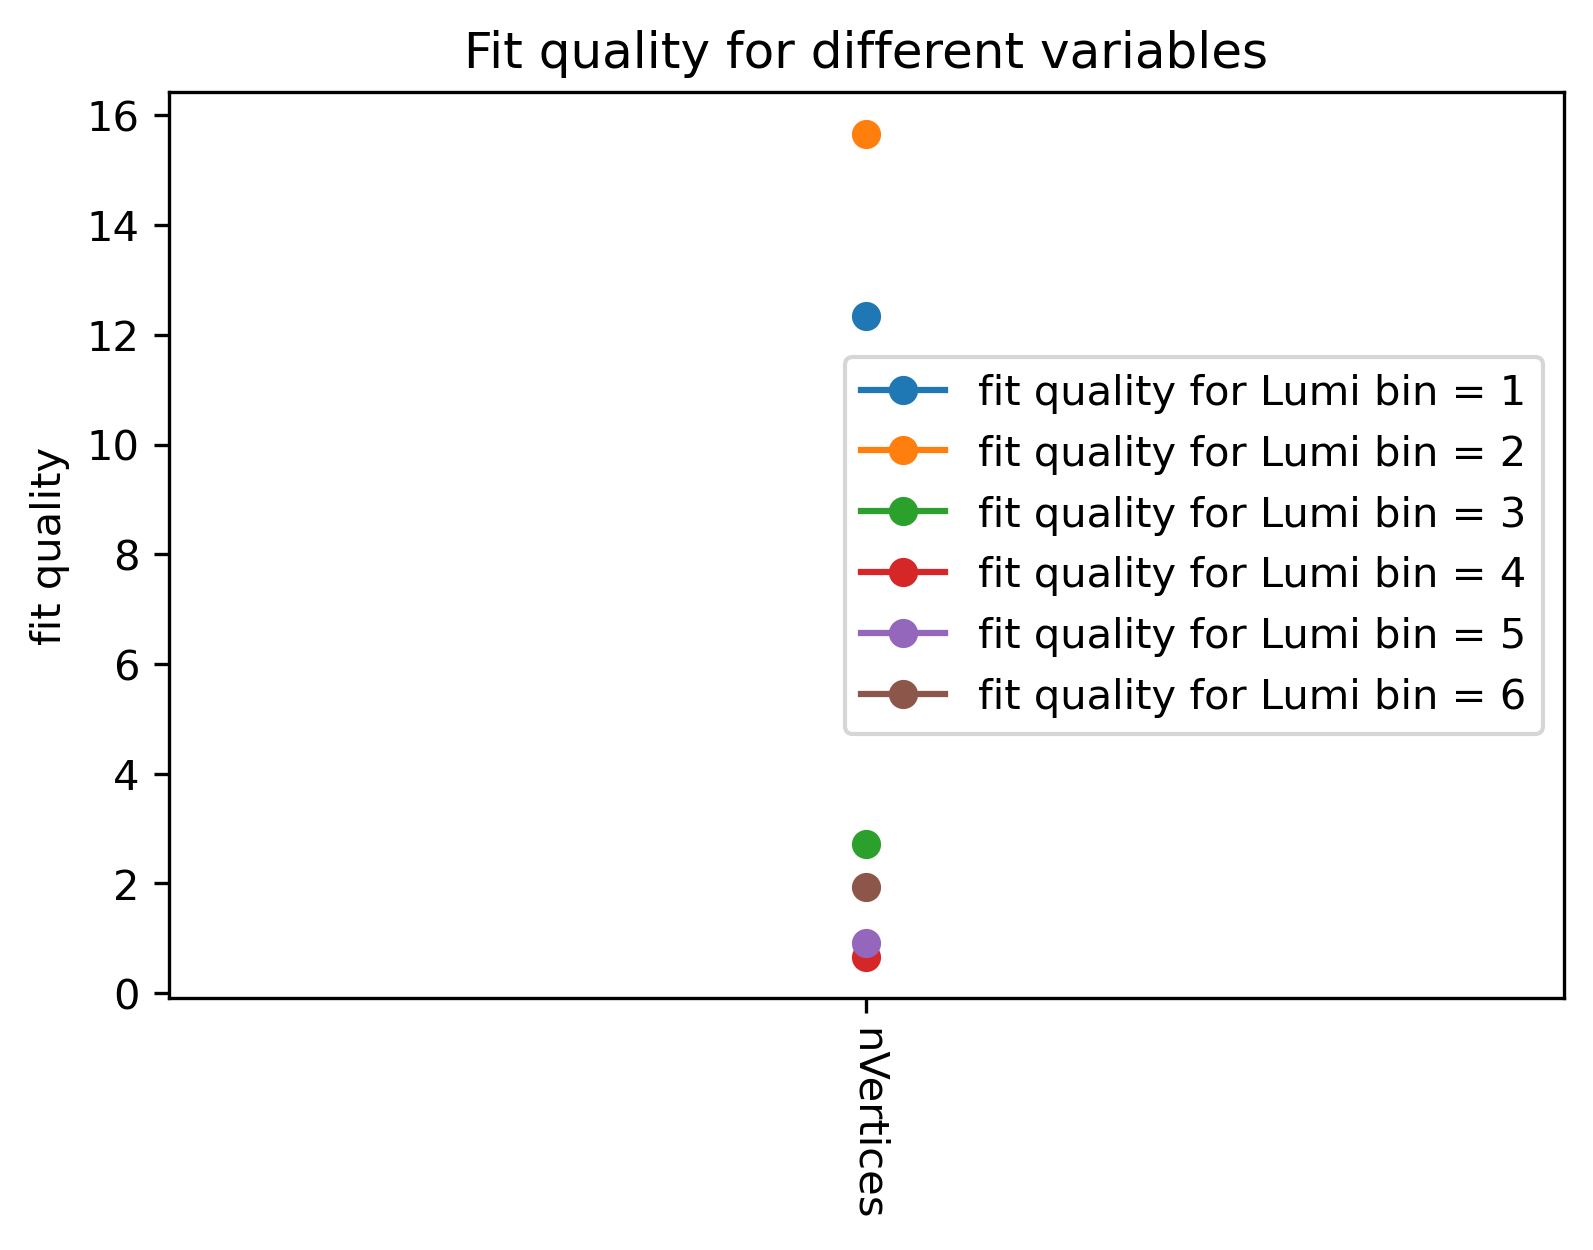 Fit quality for different variables
16
14
12
10
8
6
4
2
0
fit quality
fit quality for Lumi bin = 1
fit quality for Lumi bin = 2
fit quality for Lumi bin = 3
fit quality for Lumi bin = 4
fit quality for Lumi bin = 5
fit quality for Lumi bin = 6
nVertices